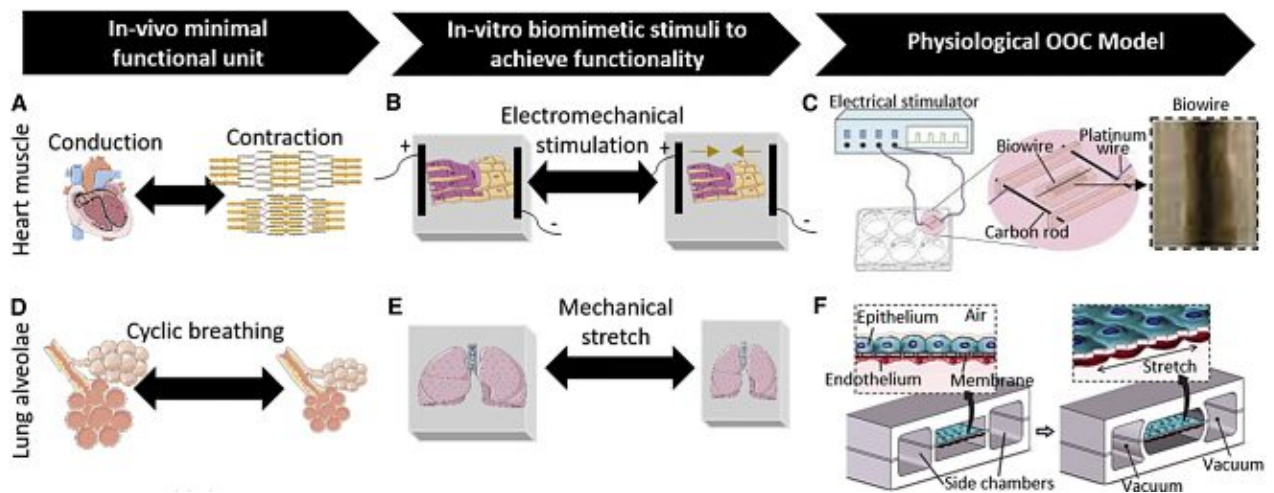 In-vivo minimal
functional unit
In-vitro biomimetic stimuli to
achieve functionality
Physiological OOC Model
Heart muscle
A
Conduction
Contraction
B
Electromechanical
stimulation
+
-
+
-
C
Electrical stimulator
Biowire
Platinum
wire
Carbon rod
Biowire
Lung alveolae
D
Cyclic breathing
E
Mechanical
stretch
F
Epithelium
Air
Endothelium
Membrane
Stretch
Side chambers
Vacuum
Vacuum